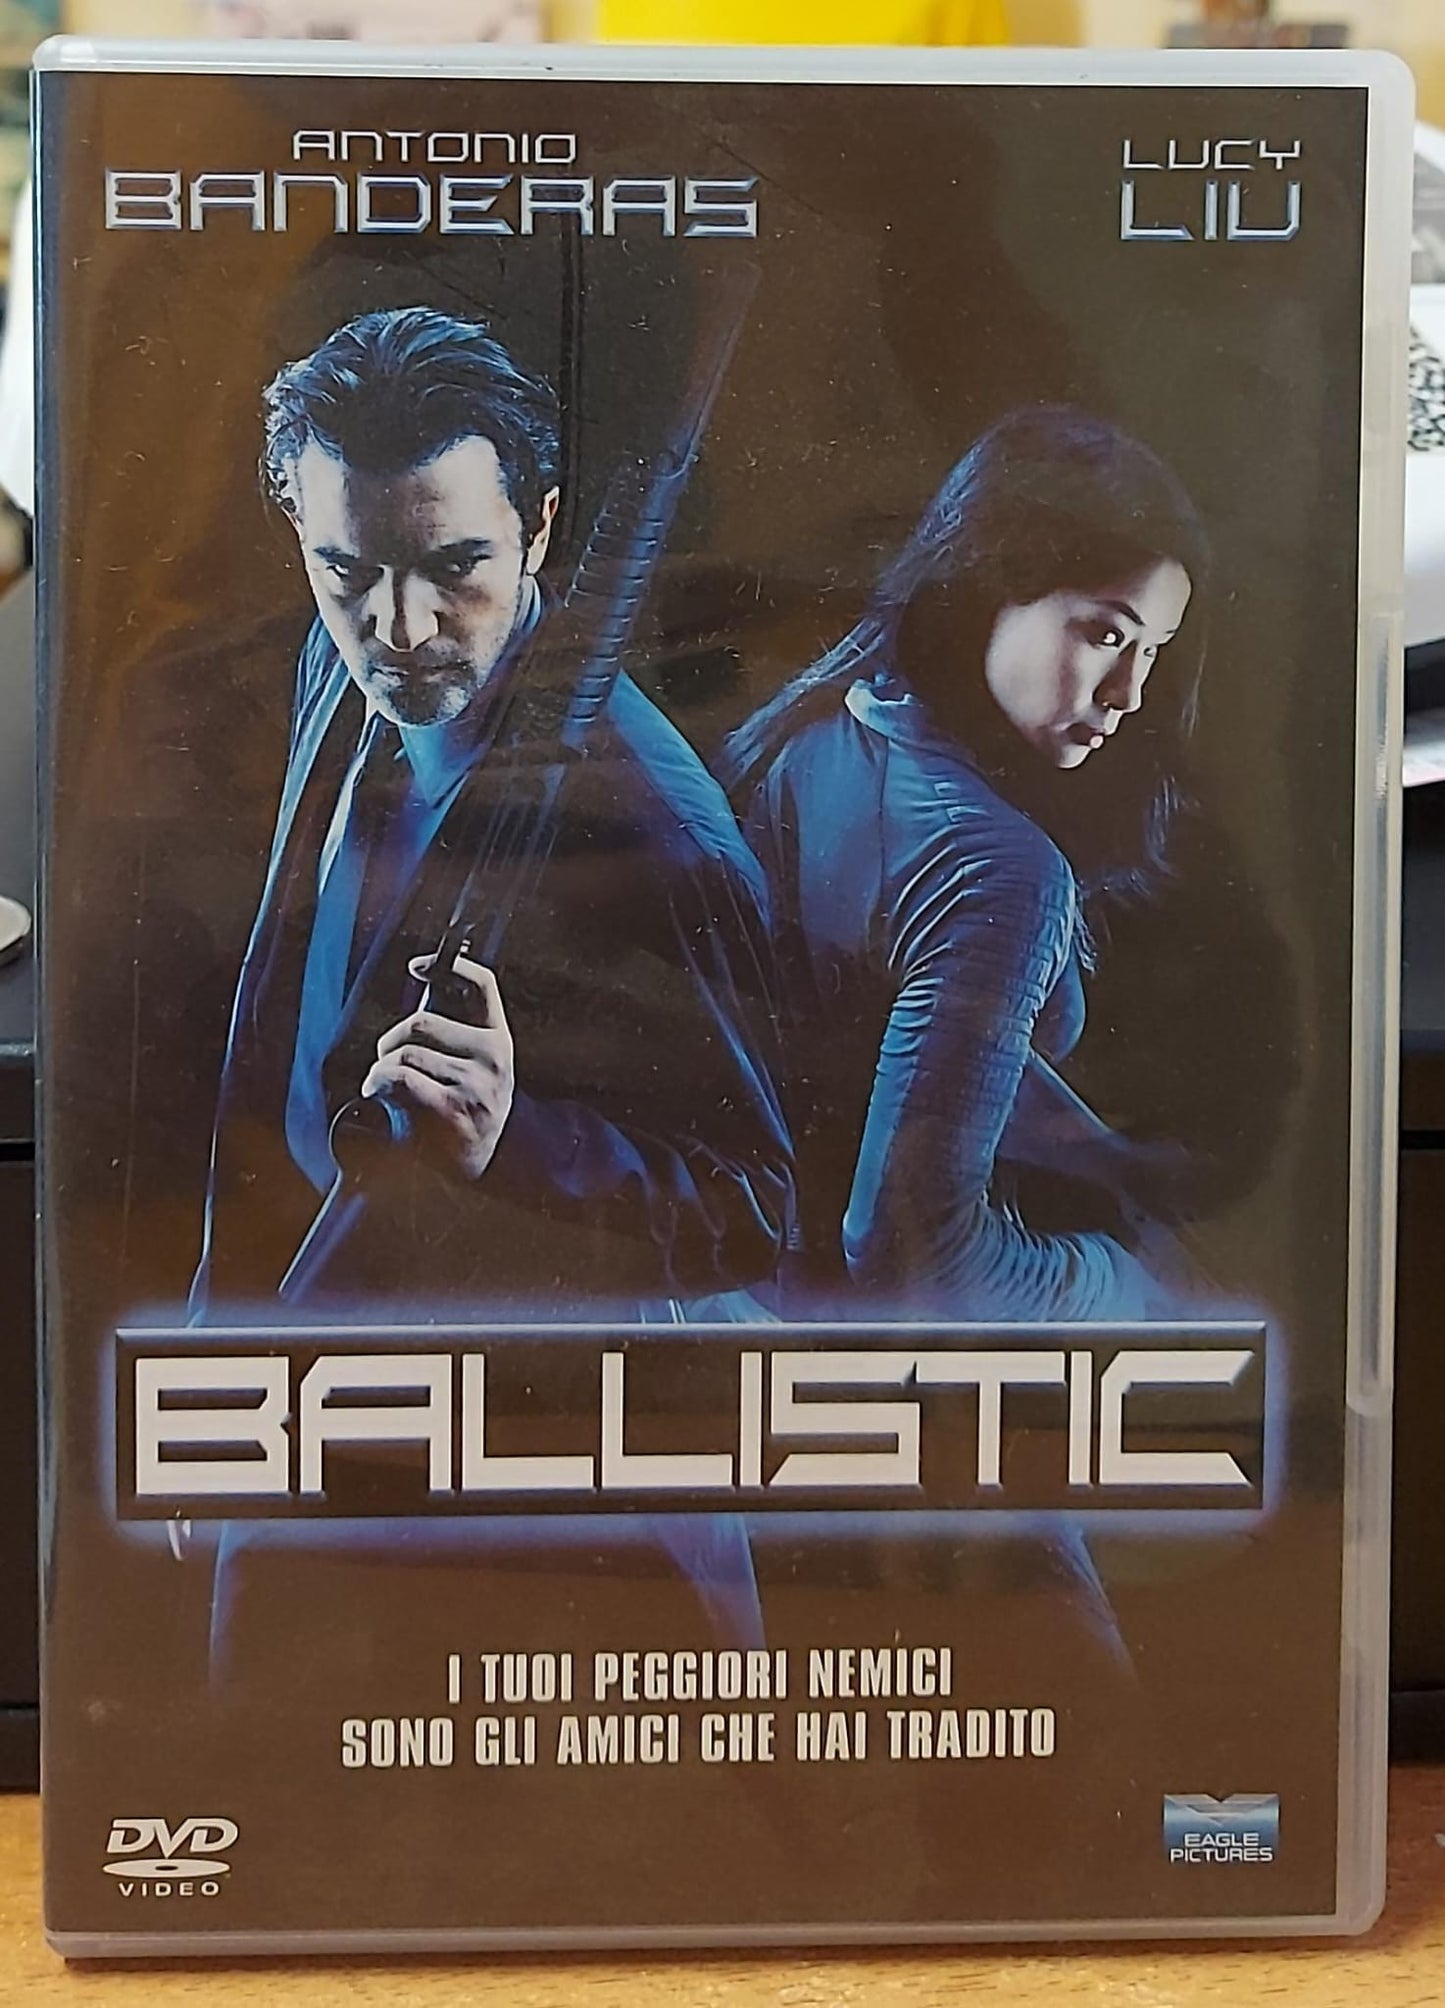 ANTONIO
BANDERAS
LUCY
LIU
BALLISTIC
I TUOI PEGGIORI NEMICI
SONO GLI AMICI CHE HAI TRADITO
DVD
VIDEO
EAGLE
PICTURES